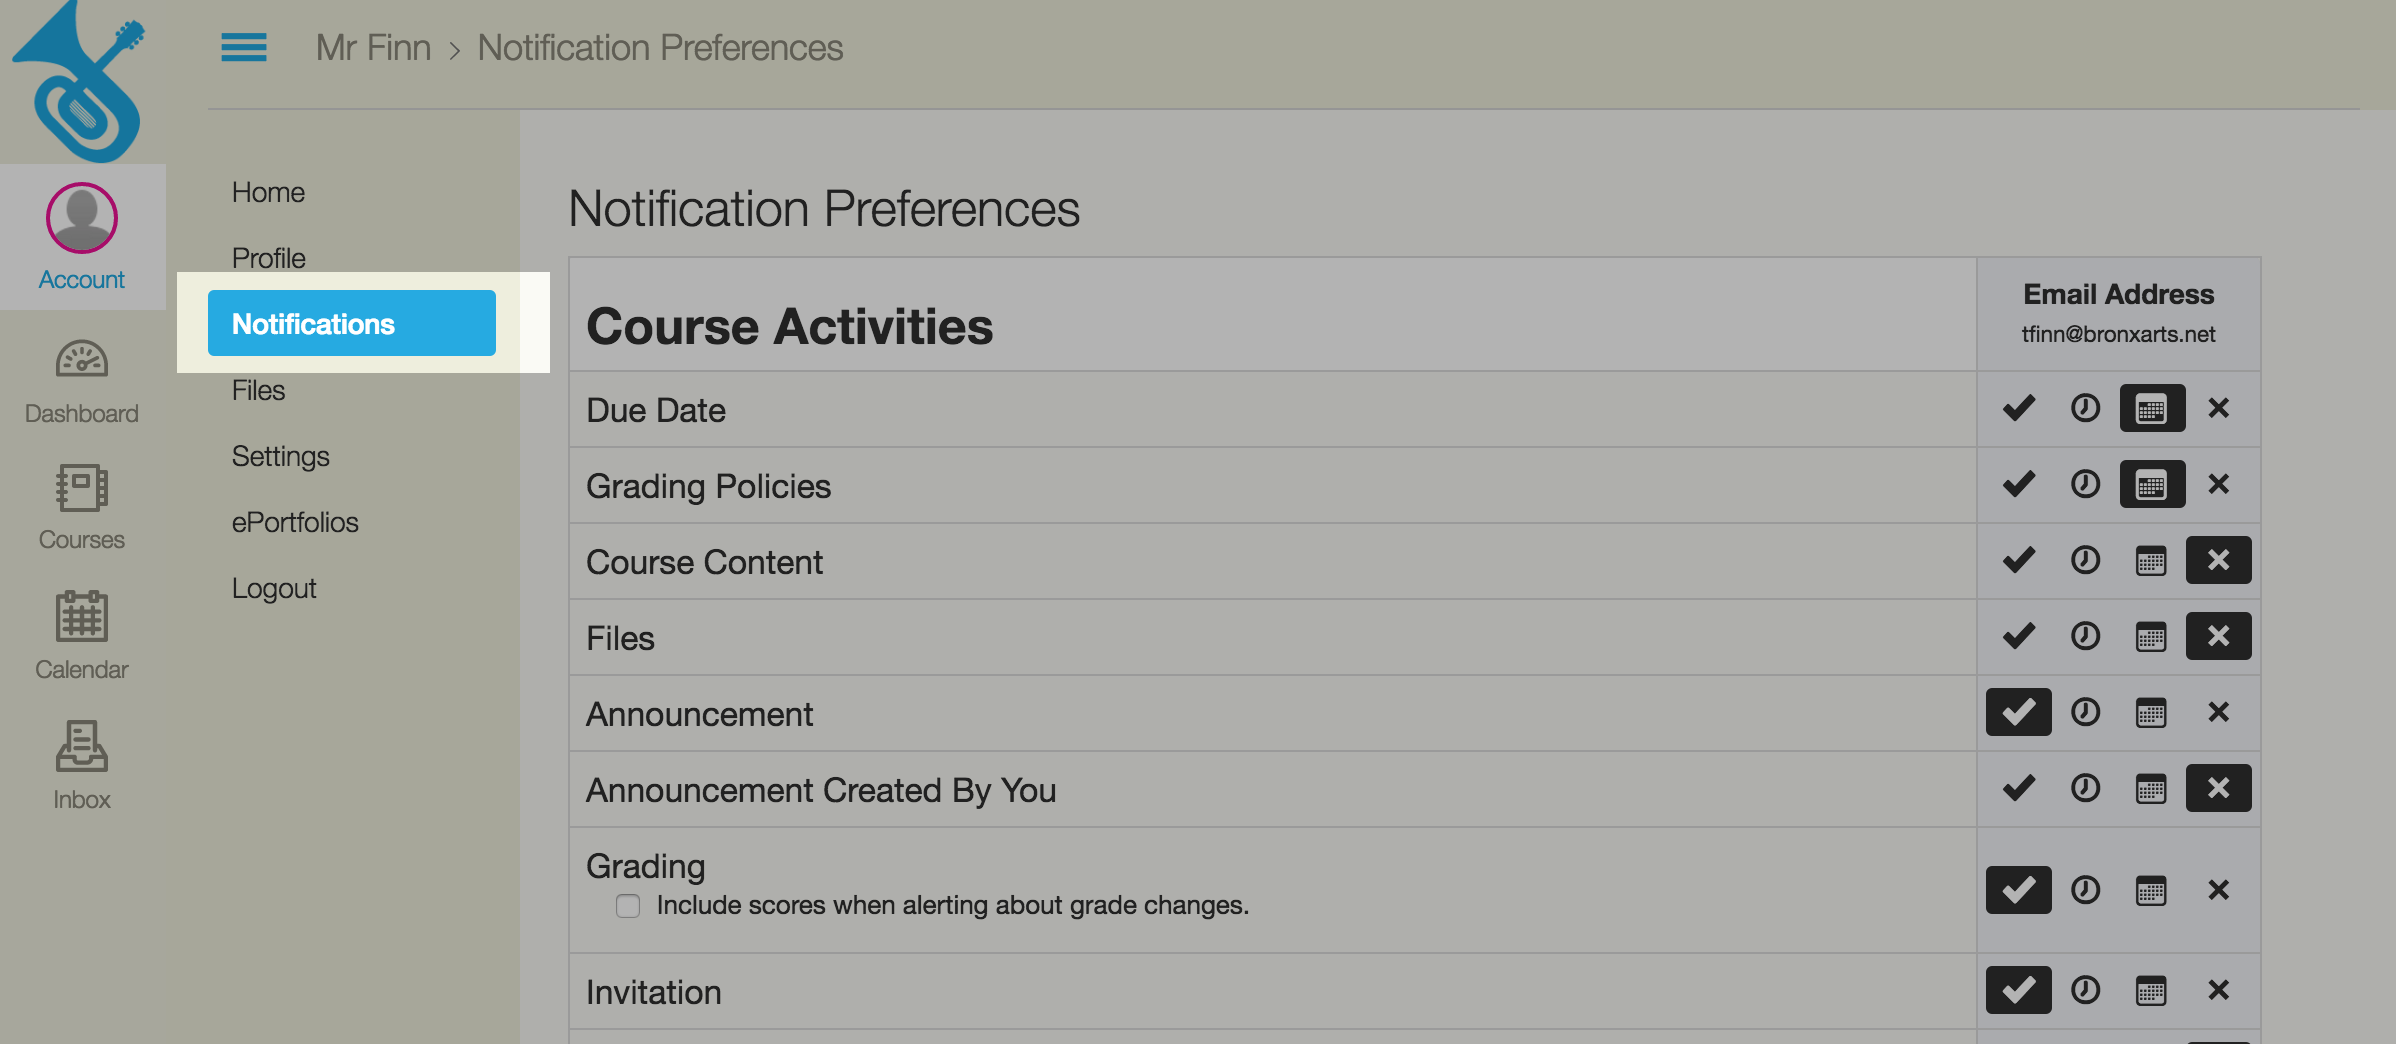 Mr Finn > Notification Preferences
Account
Dashboard
Courses
Calendar
Inbox
Home
Profile
Notifications
Files
Settings
ePortfolios
Logout
Notification Preferences
Course Activities
Email Address
tfinn@bronxarts.net
Due Date
Grading Policies
Course Content
Files
Announcement
Announcement Created By You
Grading
Include scores when alerting about grade changes.
Invitation